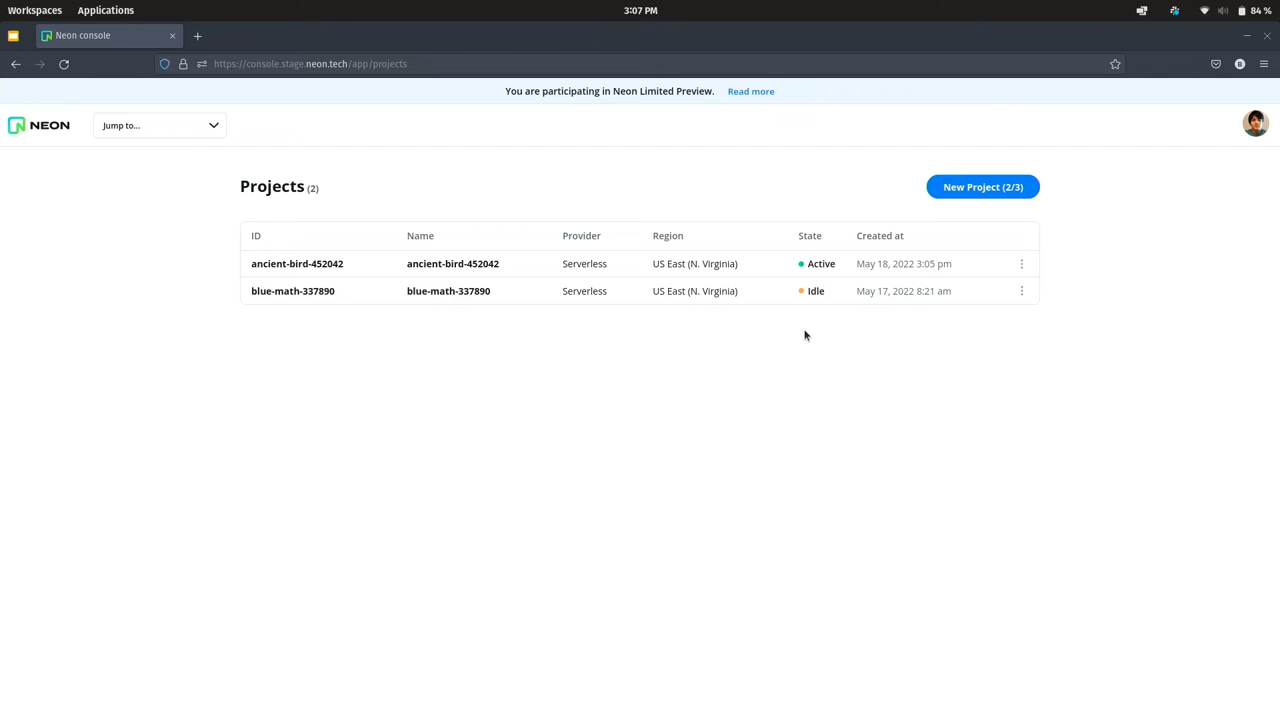 Workspaces Applications 3:07 PM 84 %
Neon console
https://console.stage.neon.tech/app/projects
You are participating in Neon Limited Preview. Read more
NEON Jump to...
Projects (2) New Project (2/3)
ID Name Provider Region State Created at
ancient-bird-452042 ancient-bird-452042 Serverless US East (N. Virginia) Active May 18, 2022 3:05 pm
blue-math-337890 blue-math-337890 Serverless US East (N. Virginia) Idle May 17, 2022 8:21 am